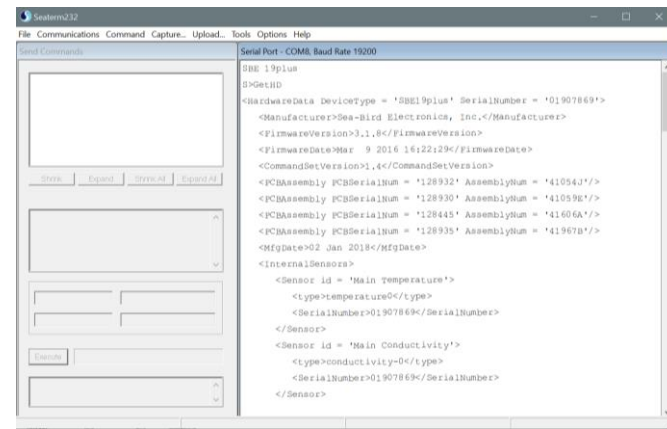 Seaterm232
File Communications Command Capture... Upload... Tools Options Help
Send Commands
Serial Port - COM8, Baud Rate 19200
Shrink Expand Shrink All Expand All
Execute
SBE 19plus
S>GetHD
<HardwareData DeviceType = 'SBE19plus' SerialNumber = '01907869'>
<Manufacturer>Sea-Bird Electronics, Inc.</Manufacturer>
<FirmwareVersion>3.1.8</FirmwareVersion>
<FirmwareDate>Mar 9 2016 16:22:29</FirmwareDate>
<CommandSetVersion>1.4</CommandSetVersion>
<PCBAssembly PCBSerialNum = '128932' AssemblyNum = '41054J'/>
<PCBAssembly PCBSerialNum = '128930' AssemblyNum = '41059E'/>
<PCBAssembly PCBSerialNum = '128445' AssemblyNum = '41606A'/>
<PCBAssembly PCBSerialNum = '128935' AssemblyNum = '41967B'/>
<MfgDate>02 Jan 2018</MfgDate>
<InternalSensors>
<Sensor id = 'Main Temperature'>
<type>temperature0</type>
<SerialNumber>01907869</SerialNumber>
</Sensor>
<Sensor id = 'Main Conductivity'>
<type>conductivity-0</type>
<SerialNumber>01907869</SerialNumber>
</Sensor>